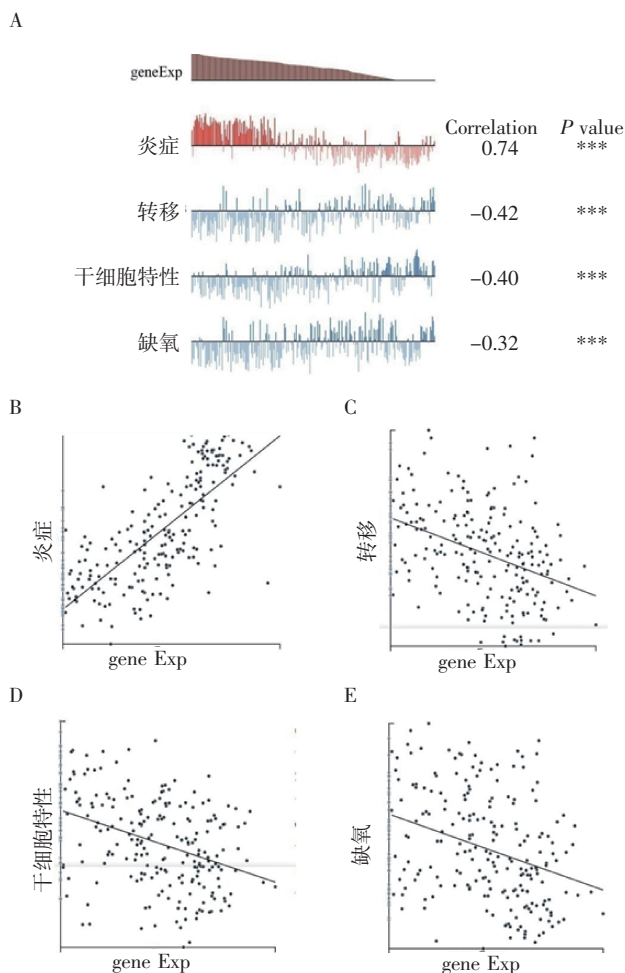 A
geneExp
Correlation P value
炎症 0.74 ***
转移 -0.42 ***
干细胞特性 -0.40 ***
缺氧 -0.32 ***
B
炎症
gene Exp
C
转移
gene Exp
D
干细胞特性
gene Exp
E
缺氧
gene Exp